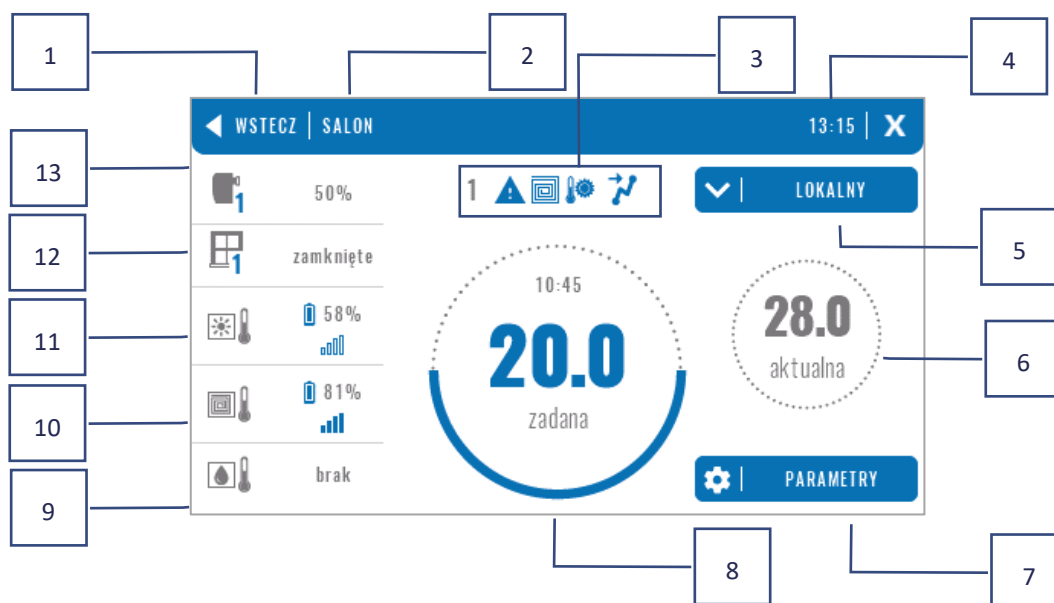 1
2
3
4
WSTECZ | SALON
13:15 | X
13
1
50%
1
LOKALNY
12
1
zamknięte
5
10:45
11
58%
20.0
28.0
aktualna
6
10
81%
zadana
9
brak
PARAMETRY
8
7